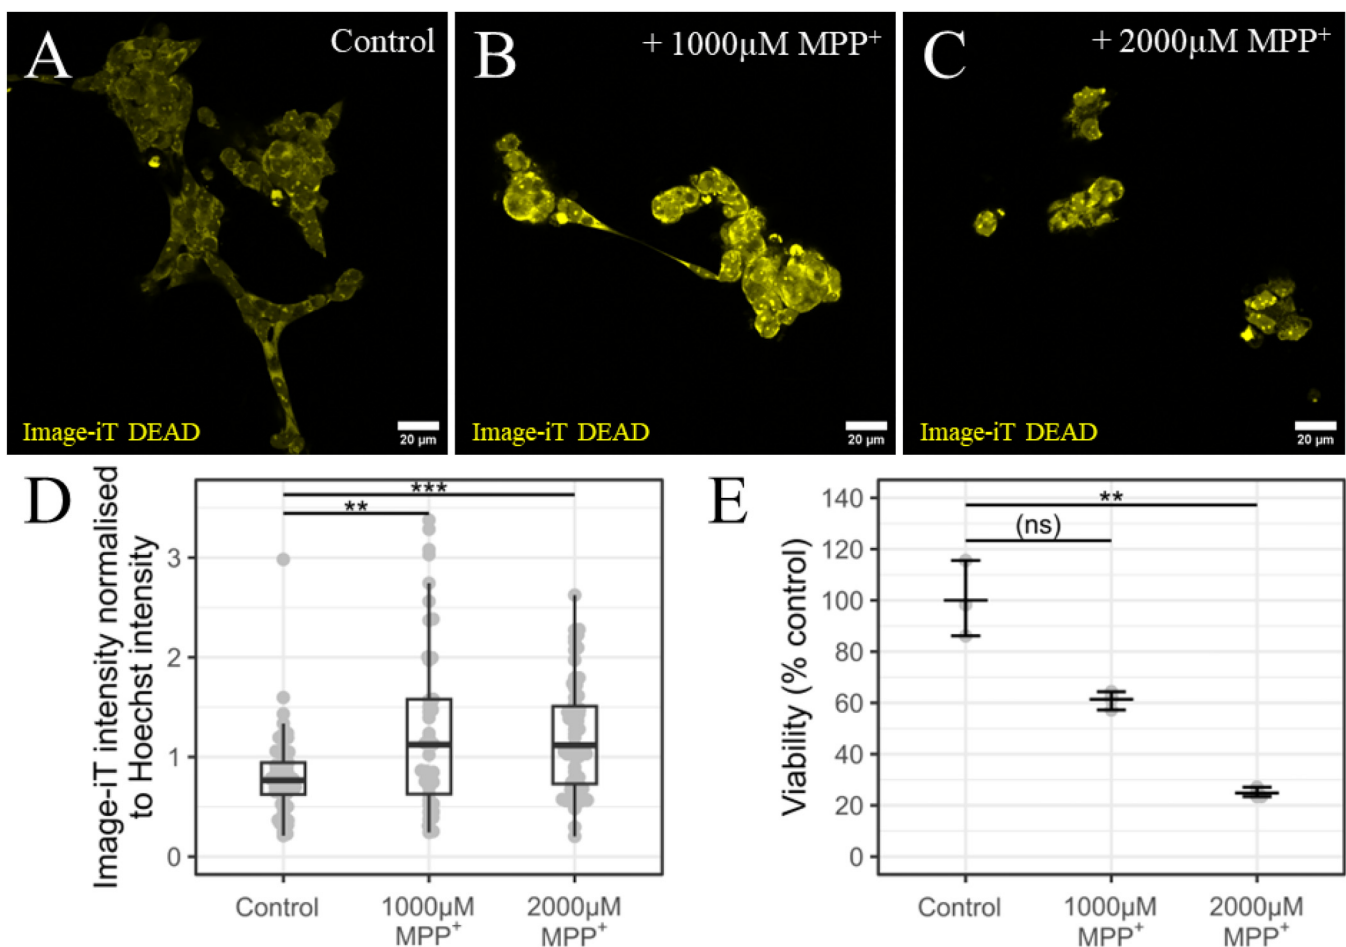 A
Control
Image-iT DEAD
20 µm
B
+ 1000µM MPP⁺
Image-iT DEAD
20 µm
C
+ 2000µM MPP⁺
Image-iT DEAD
20 µm
D
Image-iT intensity normalised
to Hoechst intensity
3
2
1
0
***
**
Control
1000µM
MPP⁺
2000µM
MPP⁺
E
Viability (% control)
140
120
100
80
60
40
20
0
**
(ns)
Control
1000µM
MPP⁺
2000µM
MPP⁺